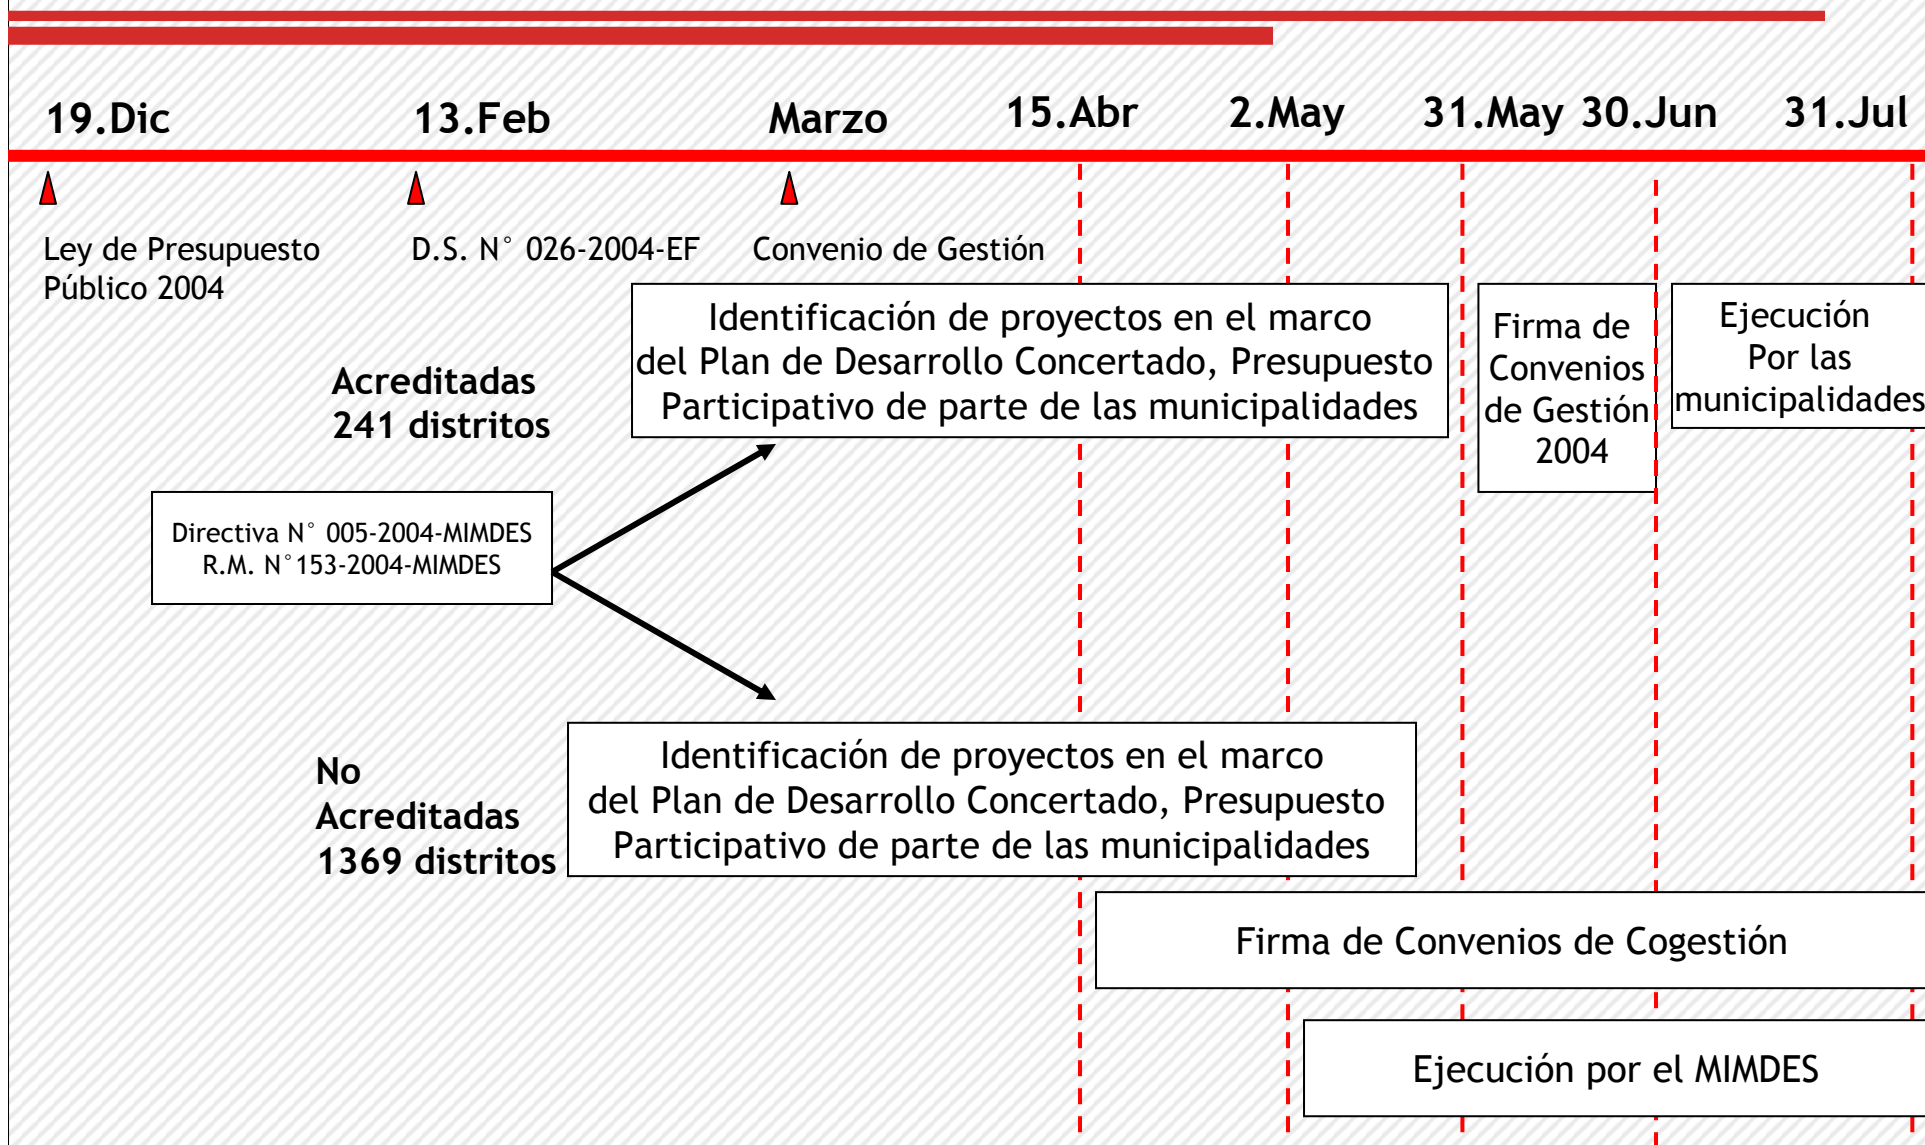 19.Dic
13.Feb
Marzo
15.Abr
2.May
31.May
30.Jun
31.Jul
Ley de Presupuesto
Público 2004
D.S. N° 026-2004-EF
Convenio de Gestión
Acreditadas
241 distritos
Identificación de proyectos en el marco
del Plan de Desarrollo Concertado, Presupuesto
Participativo de parte de las municipalidades
Firma de
Convenios
de Gestión
2004
Ejecución
Por las
municipalidades
Directiva N° 005-2004-MIMDES
R.M. N°153-2004-MIMDES
No
Acreditadas
1369 distritos
Identificación de proyectos en el marco
del Plan de Desarrollo Concertado, Presupuesto
Participativo de parte de las municipalidades
Firma de Convenios de Cogestión
Ejecución por el MIMDES